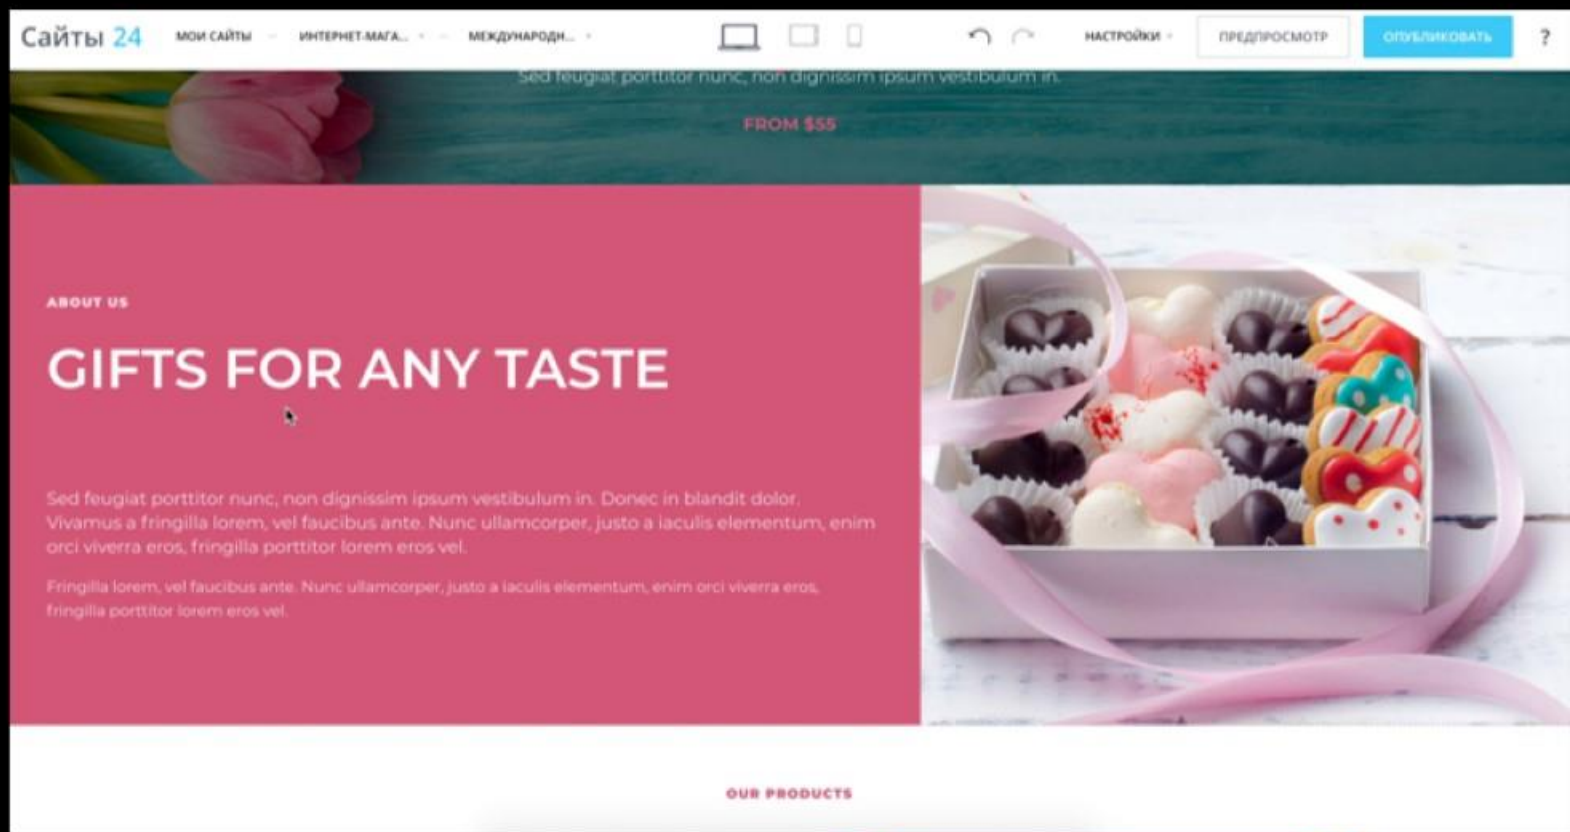 Сайты 24 МОИ САЙТЫ ИНТЕРНЕТ-МАГА... МЕЖДУНАРОДН... НАСТРОЙКИ ПРЕДПРОСМОТР ОПУБЛИКОВАТЬ ?
Sed feugiat porttitor nunc, non dignissim ipsum vestibulum in.
FROM $55
ABOUT US
GIFTS FOR ANY TASTE
Sed feugiat porttitor nunc, non dignissim ipsum vestibulum in. Donec in blandit dolor.
Vivamus a fringilla lorem, vel faucibus ante. Nunc ullamcorper, justo a iaculis elementum, enim
orci viverra eros, fringilla porttitor lorem eros vel.
Fringilla lorem, vel faucibus ante. Nunc ullamcorper, justo a iaculis elementum, enim orci viverra eros,
fringilla porttitor lorem eros vel.
OUR PRODUCTS